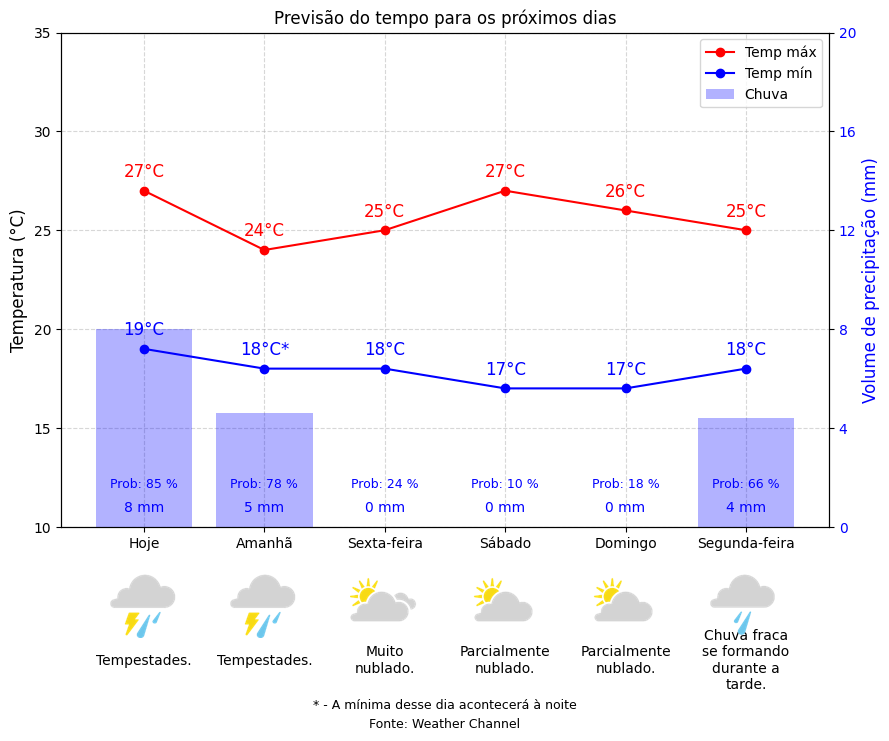 Previsão do tempo para os próximos dias
Temp máx
Temp mín
Chuva
Temperatura (°C)
Volume de precipitação (mm)
35
30
25
20
15
10
20
16
12
8
4
0
27°C
24°C
25°C
27°C
26°C
25°C
19°C
18°C*
18°C
17°C
17°C
18°C
Prob: 85 %
Prob: 78 %
Prob: 24 %
Prob: 10 %
Prob: 18 %
Prob: 66 %
8 mm
5 mm
0 mm
0 mm
0 mm
4 mm
Hoje
Amanhã
Sexta-feira
Sábado
Domingo
Segunda-feira
Tempestades.
Tempestades.
Muito
nublado.
Parcialmente
nublado.
Parcialmente
nublado.
Chuva fraca
se formando
durante a
tarde.
* - A mínima desse dia acontecerá à noite
Fonte: Weather Channel